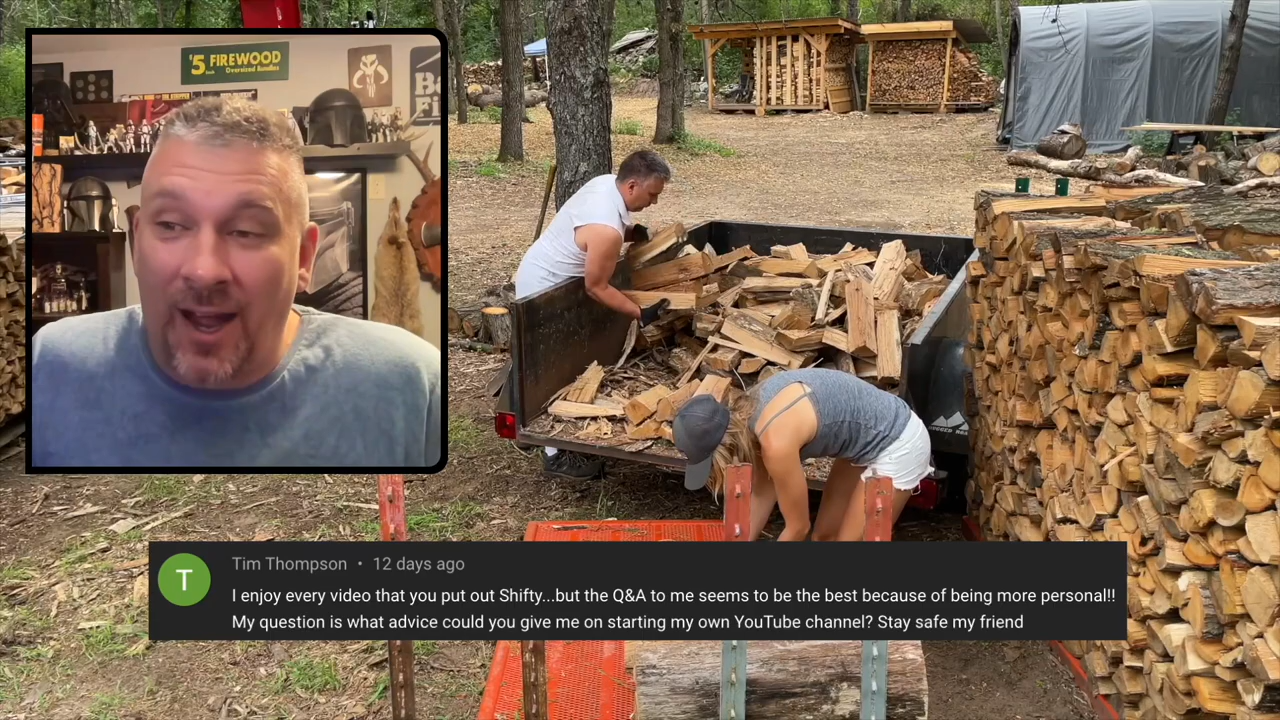 $5 FIREWOOD
Each Oversized Bundles
Tim Thompson • 12 days ago
T
I enjoy every video that you put out Shifty...but the Q&A to me seems to be the best because of being more personal!!
My question is what advice could you give me on starting my own YouTube channel? Stay safe my friend